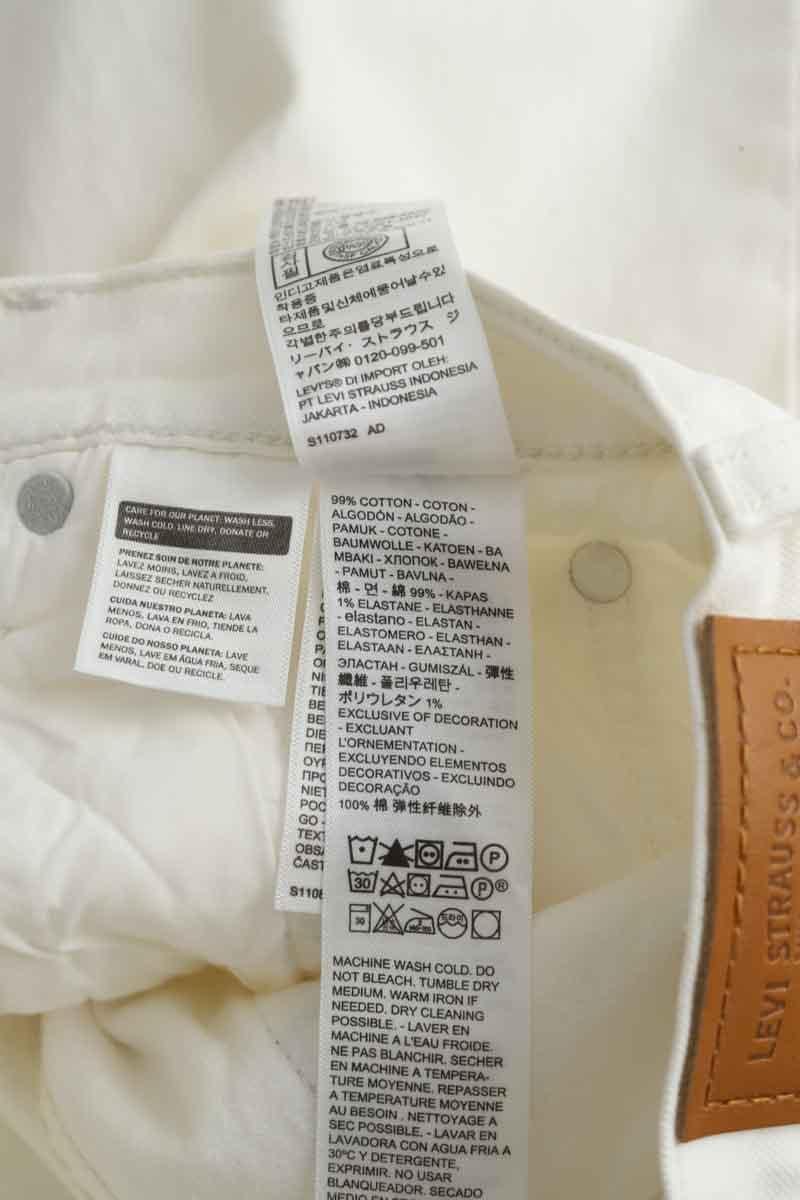 인디고제품은염료특성으로
착용중
타제품및신체에물어날수있
으므로
각별한주의를당부드립니다
リーバイ・ストラウス ジ
ャパン㈱ 0120-099-501
LEVI'S® DI IMPORT OLEH:
PT LEVI STRAUSS INDONESIA
JAKARTA - INDONESIA
S110732 AD
CARE FOR OUR PLANET: WASH LESS,
WASH COLD, LINE DRY, DONATE OR
RECYCLE
PRENEZ SOIN DE NOTRE PLANETE:
LAVEZ MOINS, LAVEZ A FROID,
LAISSEZ SECHER NATURELLEMENT,
DONNEZ OU RECYCLEZ
CUIDA NUESTRO PLANETA: LAVA
MENOS, LAVA EN FRIO, TIENDE LA
ROPA, DONA O RECICLA.
CUIDE DO NOSSO PLANETA: LAVE
MENOS, LAVE EM ÁGUA FRIA, SEQUE
EM VARAL, DOE OU RECICLE.
99% COTTON - COTON -
ALGODÓN - ALGODÃO -
PAMUK - COTONE -
BAUMWOLLE - KATOEN - BA
MBAKI - ХЛОПОК - BAWEŁNA
- PAMUT - BAVLNA -
棉 - 면 - 綿 99% - KAPAS
1% ELASTANE - ELASTHANNE
- elastano - ELASTAN -
ELASTOMERO - ELASTHAN -
ELASTAAN - ΕΛΑΣΤΑΝΗ -
ЭЛАСТАН - GUMISZÁL - 彈性
纖維 - 폴리우레탄 -
ポリウレタン 1%
EXCLUSIVE OF DECORATION
- EXCLUANT
L'ORNEMENTATION -
EXCLUYENDO ELEMENTOS
DECORATIVOS - EXCLUINDO
DECORAÇÃO
100% 棉 弹性纤维除外
P
30 P ®
30 드라이
MACHINE WASH COLD. DO
NOT BLEACH. TUMBLE DRY
MEDIUM. WARM IRON IF
NEEDED. DRY CLEANING
POSSIBLE. - LAVER EN
MACHINE A L'EAU FROIDE.
NE PAS BLANCHIR. SECHER
EN MACHINE A TEMPERA-
TURE MOYENNE. REPASSER
A TEMPERATURE MOYENNE
AU BESOIN . NETTOYAGE A
SEC POSSIBLE. - LAVAR EN
LAVADORA CON AGUA FRIA A
30ºC Y DETERGENTE,
EXPRIMIR. NO USAR
BLANQUEADOR. SECADO
MEDIO EN
LEVI STRAUSS & CO.